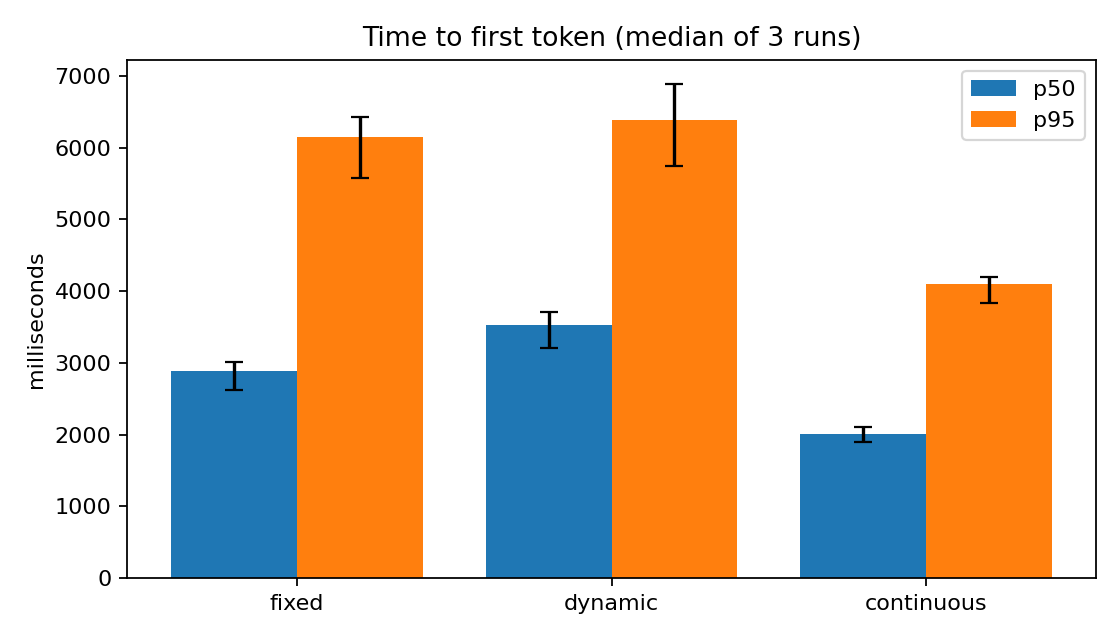 Time to first token (median of 3 runs)
7000
6000
5000
4000
3000
2000
1000
0
milliseconds
p50
p95
fixed
dynamic
continuous